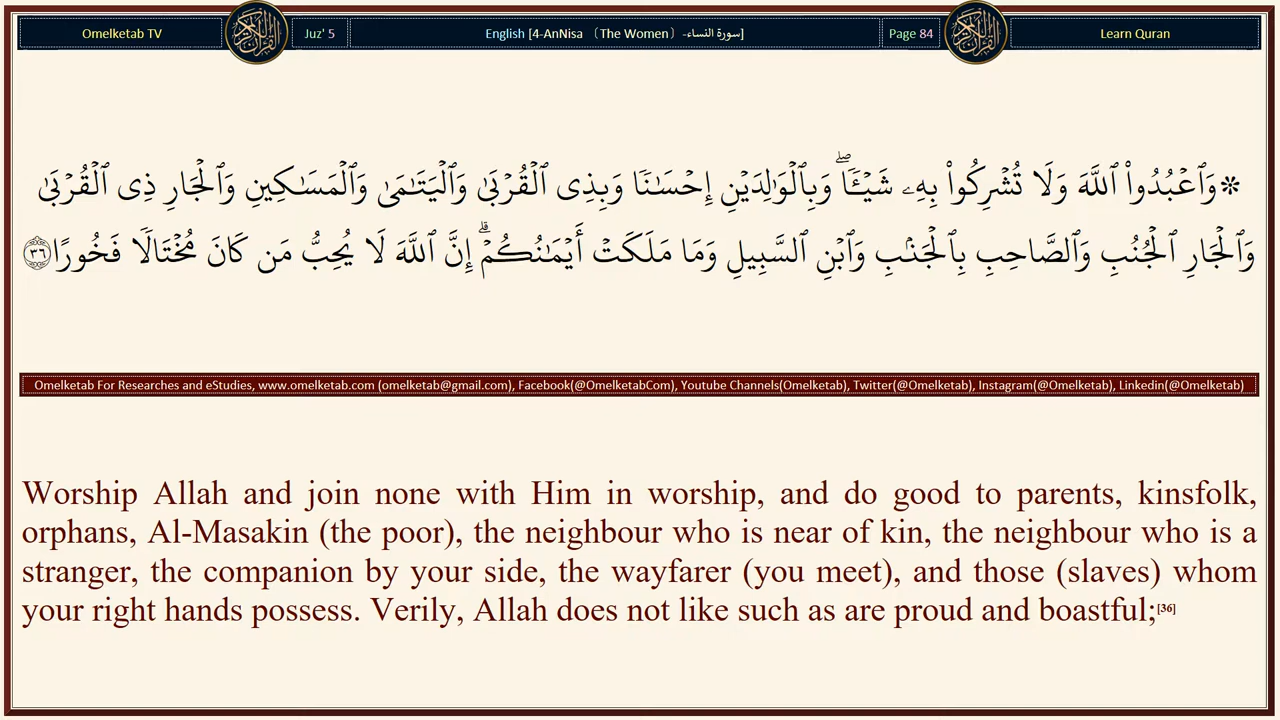 Omelketab TV
Juz' 5
English [4-AnNisa （The Women）-سورة النساء]
Page 84
Learn Quran
۞ وَٱعۡبُدُواْ ٱللَّهَ وَلَا تُشۡرِكُواْ بِهِۦ شَيۡـٔٗاۖ وَبِٱلۡوَٰلِدَيۡنِ إِحۡسَٰنٗا وَبِذِي ٱلۡقُرۡبَىٰ وَٱلۡيَتَٰمَىٰ وَٱلۡمَسَٰكِينِ وَٱلۡجَارِ ذِي ٱلۡقُرۡبَىٰ
وَٱلۡجَارِ ٱلۡجُنُبِ وَٱلصَّاحِبِ بِٱلۡجَنۢبِ وَٱبۡنِ ٱلسَّبِيلِ وَمَا مَلَكَتۡ أَيۡمَٰنُكُمۡۗ إِنَّ ٱللَّهَ لَا يُحِبُّ مَن كَانَ مُخۡتَالٗا فَخُورًا ٣٦
Omelketab For Researches and eStudies, www.omelketab.com (omelketab@gmail.com), Facebook(@OmelketabCom), Youtube Channels(Omelketab), Twitter(@Omelketab), Instagram(@Omelketab), Linkedin(@Omelketab)
Worship Allah and join none with Him in worship, and do good to parents, kinsfolk,
orphans, Al-Masakin (the poor), the neighbour who is near of kin, the neighbour who is a
stranger, the companion by your side, the wayfarer (you meet), and those (slaves) whom
your right hands possess. Verily, Allah does not like such as are proud and boastful;[36]